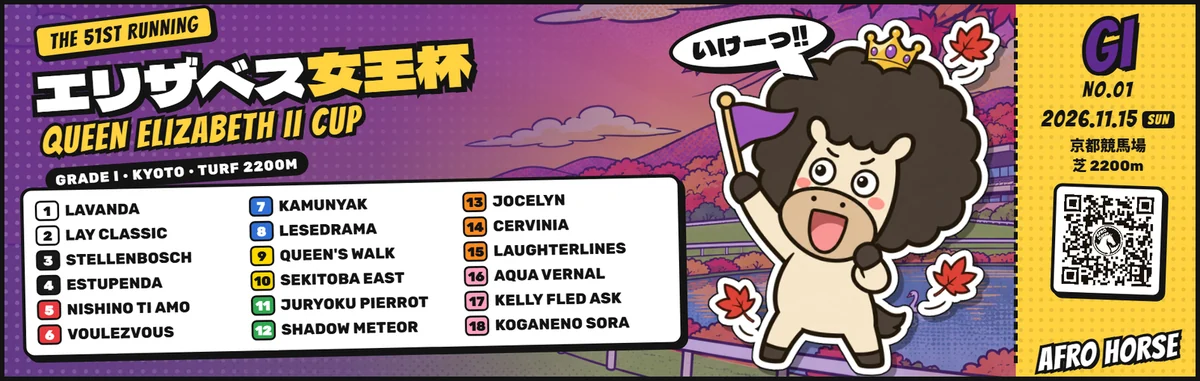 THE 51ST RUNNING
エリザベス女王杯
QUEEN ELIZABETH II CUP
GRADE I • KYOTO • TURF 2200M
1 LAVANDA
2 LAY CLASSIC
3 STELLENBOSCH
4 ESTUPENDA
5 NISHINO TI AMO
6 VOULEZVOUS
7 KAMUNYAK
8 LESEDRAMA
9 QUEEN'S WALK
10 SEKITOBA EAST
11 JURYOKU PIERROT
12 SHADOW METEOR
13 JOCELYN
14 CERVINIA
15 LAUGHTERLINES
16 AQUA VERNAL
17 KELLY FLED ASK
18 KOGANENO SORA
いけーっ!!
GI
NO.01
2026.11.15 SUN
京都競馬場
芝 2200m
AFRO HORSE